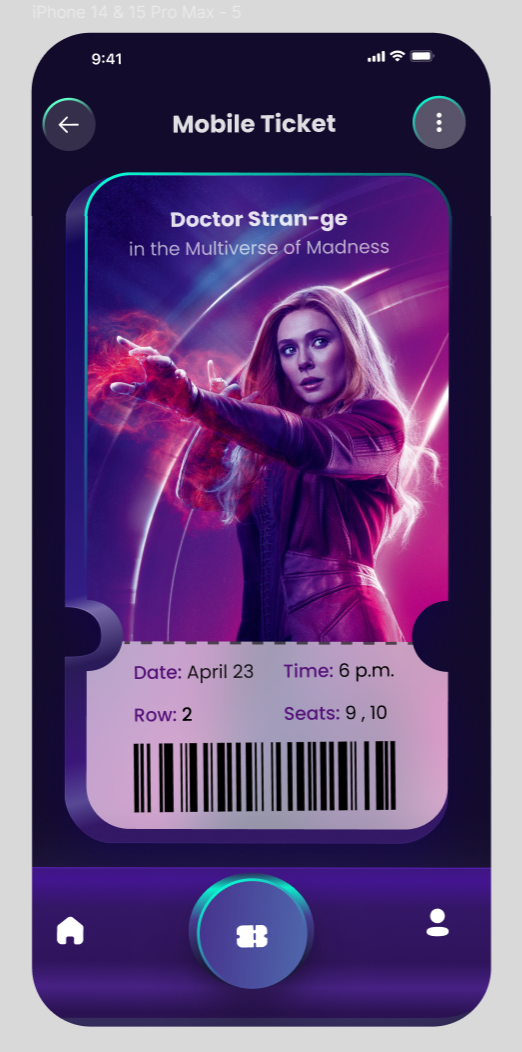 iPhone 14 & 15 Pro Max - 5
9:41
Mobile Ticket
Doctor Stran-ge
in the Multiverse of Madness
Date: April 23 Time: 6 p.m.
Row: 2 Seats: 9 , 10